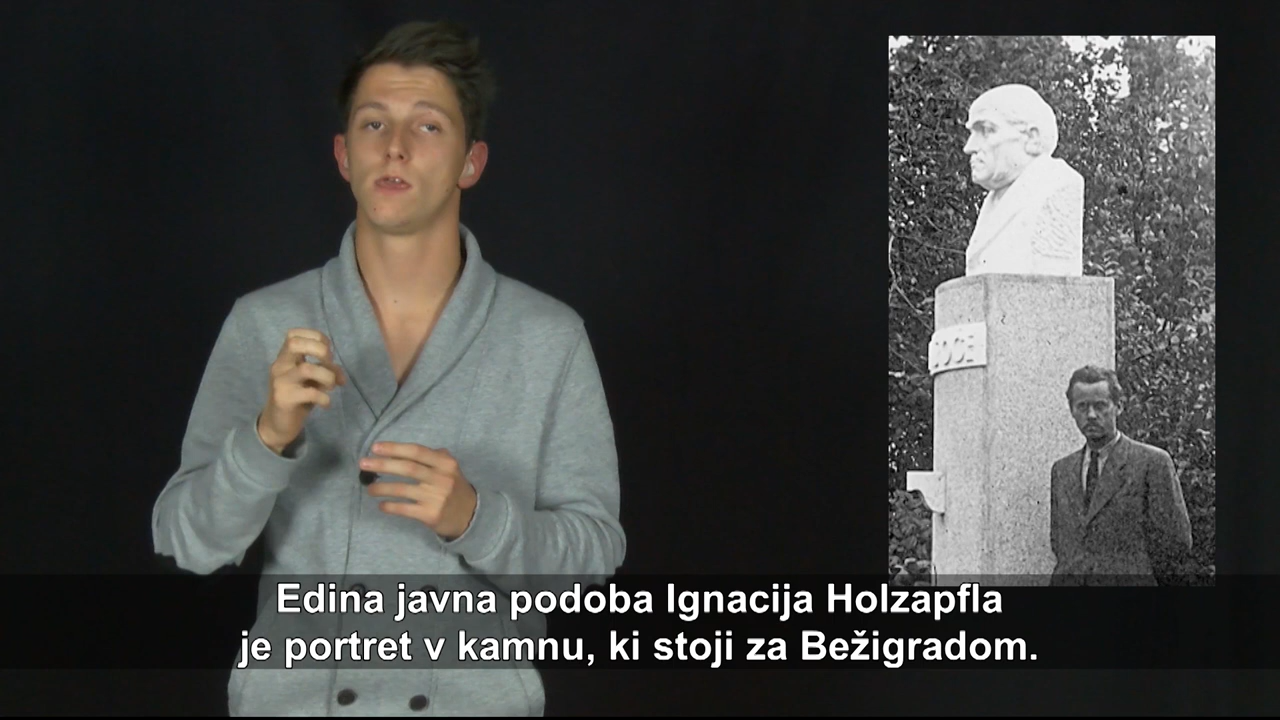 Edina javna podoba Ignacija Holzapfla
je portret v kamnu, ki stoji za Bežigradom.